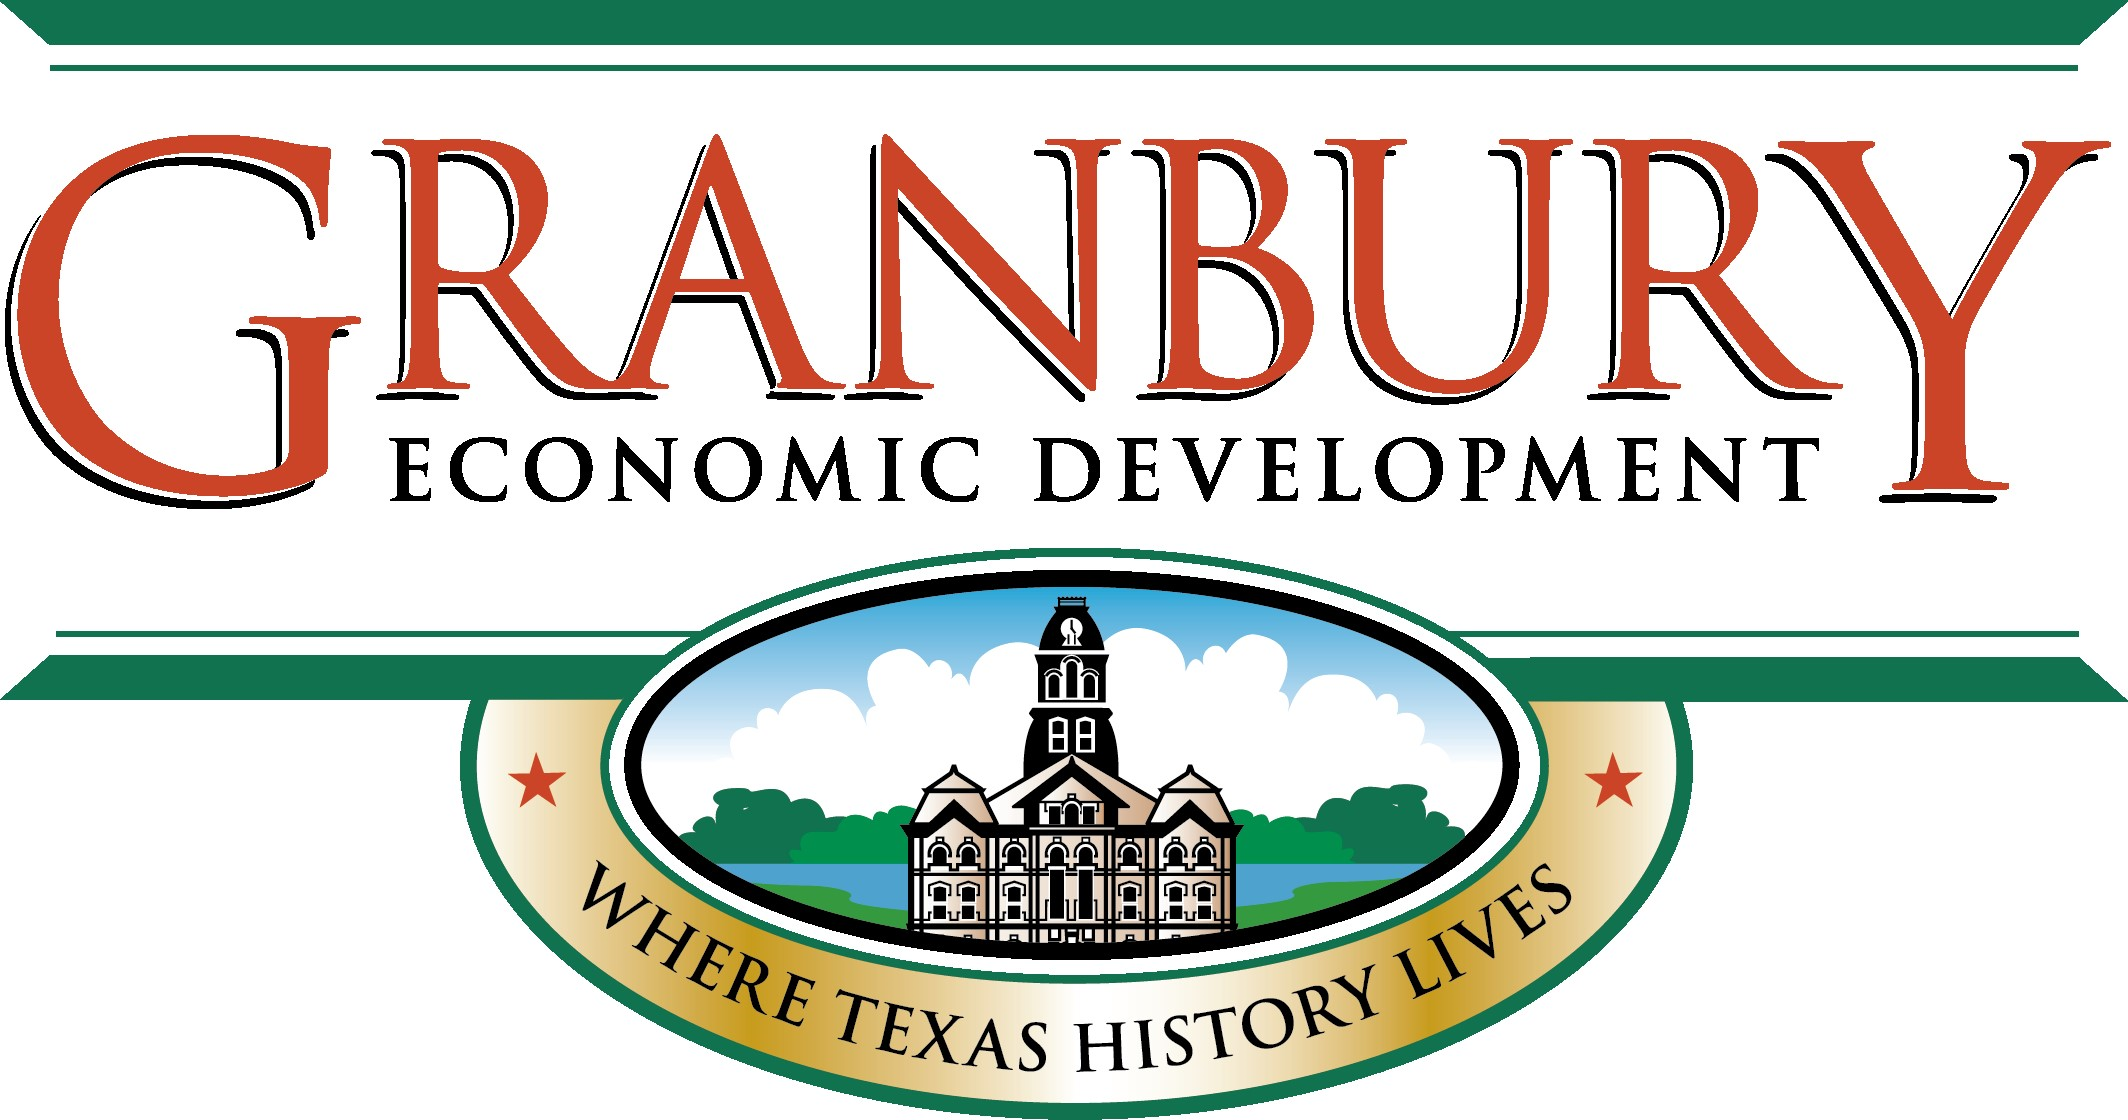 GRANBURY
ECONOMIC DEVELOPMENT
WHERE TEXAS HISTORY LIVES